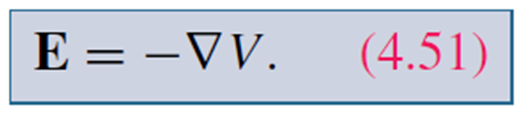 E = −∇V. (4.51)